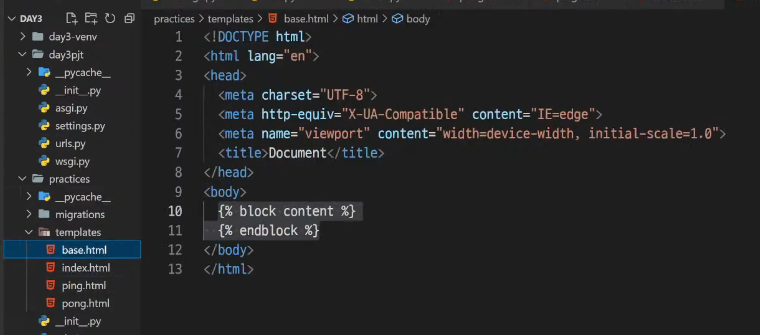 DAY3
day3-venv
day3pjt
__pycache__
__init__.py
asgi.py
settings.py
urls.py
wsgi.py
practices
__pycache__
migrations
templates
base.html
index.html
ping.html
pong.html
__init__.py
practices > templates > base.html > html > body
1 <!DOCTYPE html>
2 <html lang="en">
3 <head>
4 <meta charset="UTF-8">
5 <meta http-equiv="X-UA-Compatible" content="IE=edge">
6 <meta name="viewport" content="width=device-width, initial-scale=1.0">
7 <title>Document</title>
8 </head>
9 <body>
10 {% block content %}
11 {% endblock %}
12 </body>
13 </html>